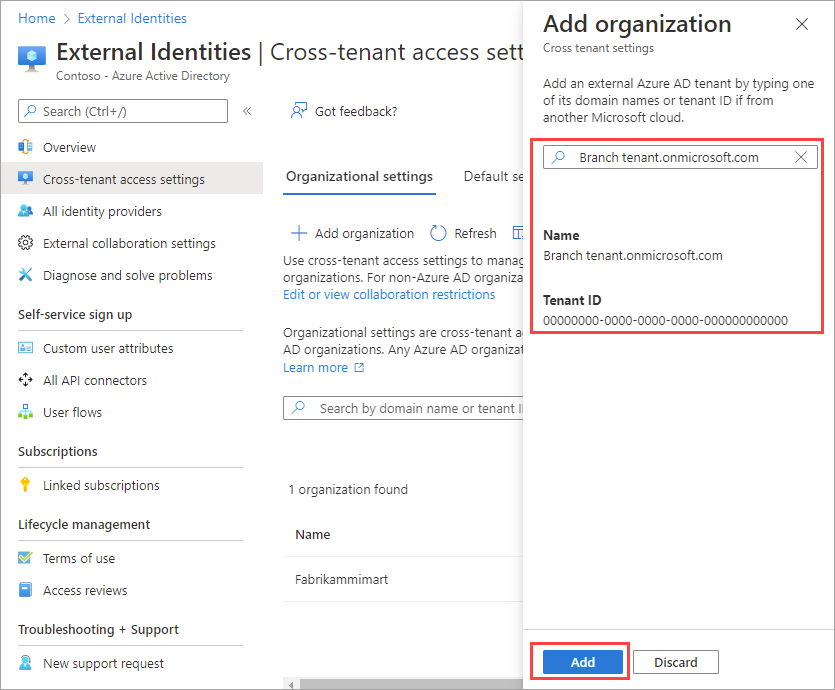 Home > External Identities
External Identities | Cross-tenant access sett
Contoso - Azure Active Directory
Search (Ctrl+/)
«
Overview
Cross-tenant access settings
All identity providers
External collaboration settings
Diagnose and solve problems
Self-service sign up
Custom user attributes
All API connectors
User flows
Subscriptions
Linked subscriptions
Lifecycle management
Terms of use
Access reviews
Troubleshooting + Support
New support request
Got feedback?
Organizational settings
Default se
Add organization
Refresh
Use cross-tenant access settings to manag
organizations. For non-Azure AD organiza
Edit or view collaboration restrictions
Organizational settings are cross-tenant a
AD organizations. Any Azure AD organizat
Learn more
Search by domain name or tenant I
1 organization found
Name
Fabrikammimart
Add organization
Cross tenant settings
Add an external Azure AD tenant by typing one
of its domain names or tenant ID if from
another Microsoft cloud.
Branch tenant.onmicrosoft.com
Name
Branch tenant.onmicrosoft.com
Tenant ID
00000000-0000-0000-0000-000000000000
Add
Discard